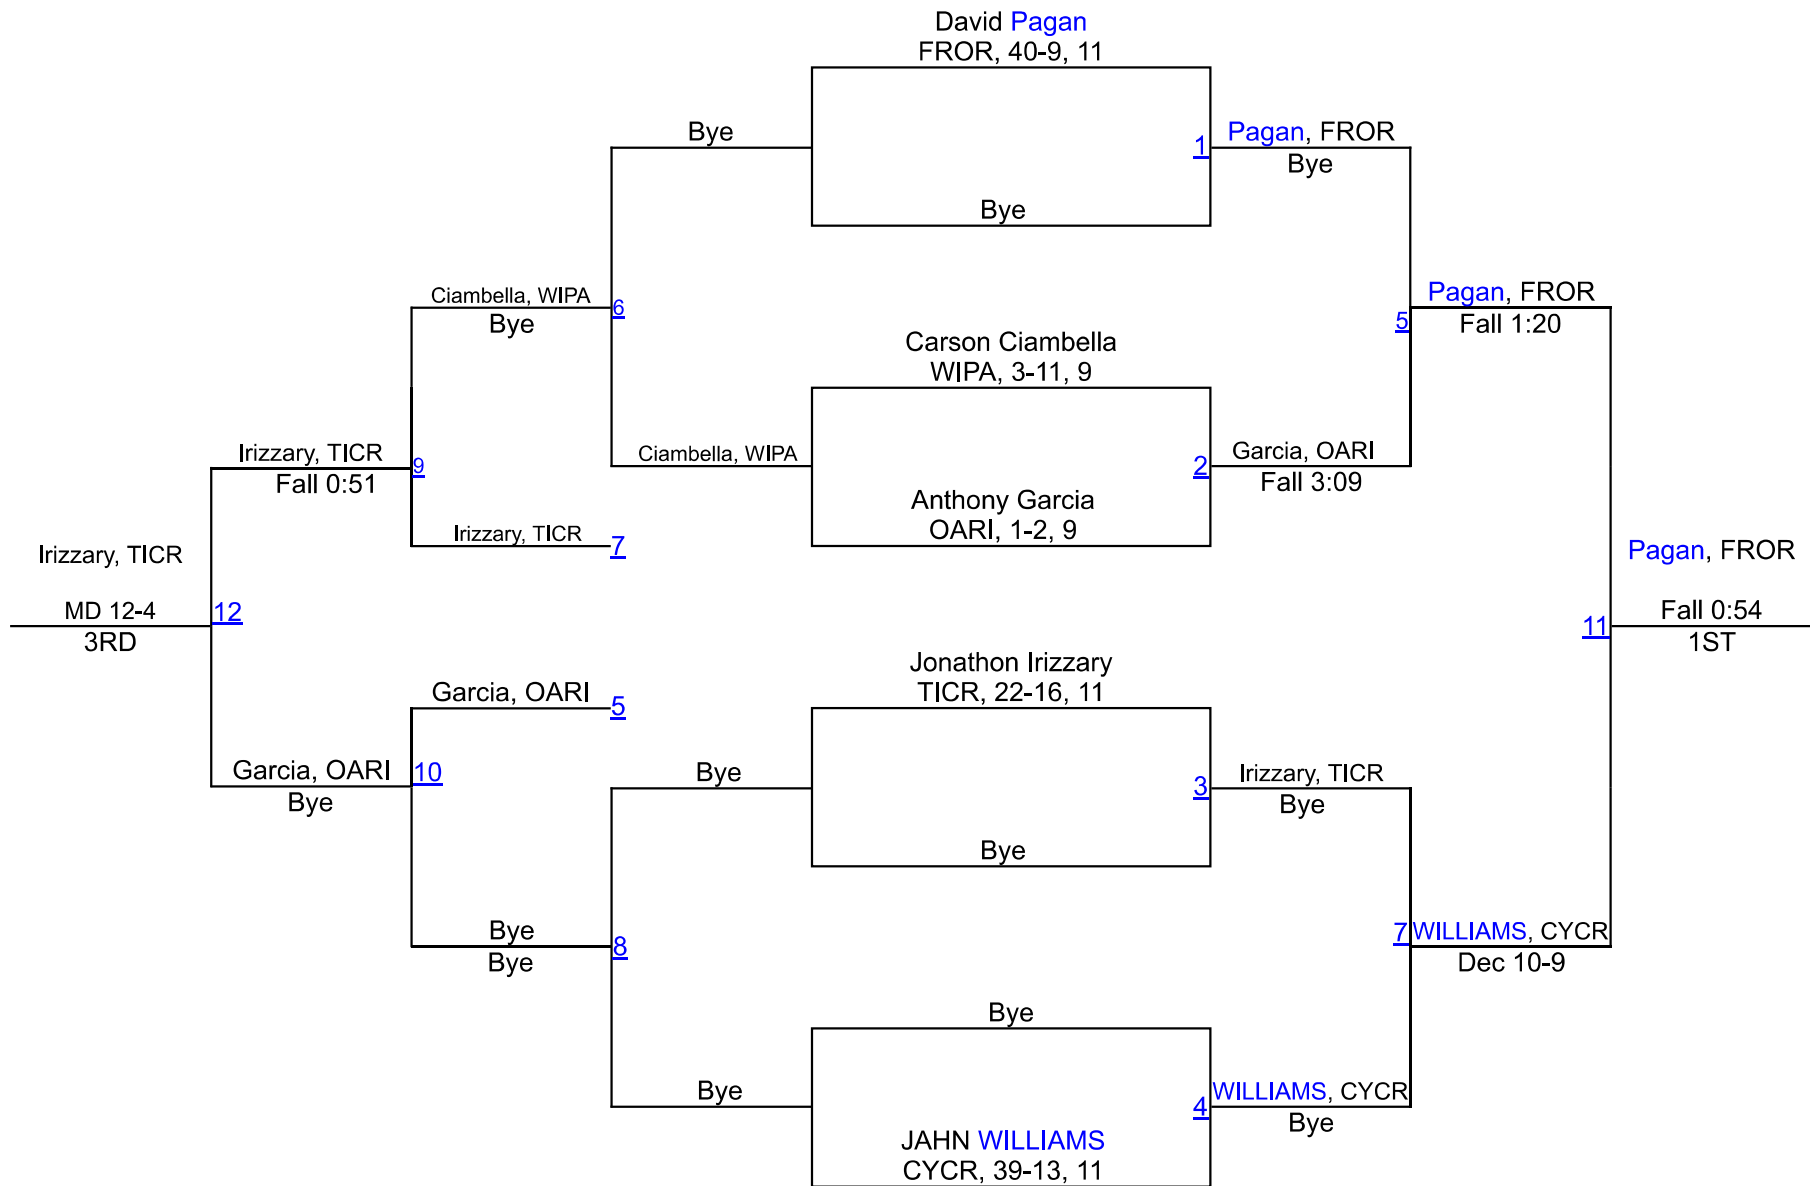 David Pagan
FROR, 40-9, 11
Bye
1
Pagan, FROR
Bye
Bye
Ciambella, WIPA
Bye
6
Pagan, FROR
Fall 1:20
5
Carson Ciambella
WIPA, 3-11, 9
Irizzary, TICR
Fall 0:51
9
Ciambella, WIPA
2
Garcia, OARI
Fall 3:09
Anthony Garcia
OARI, 1-2, 9
Irizzary, TICR
7
Irizzary, TICR
MD 12-4
3RD
12
Pagan, FROR
Fall 0:54
1ST
11
Jonathon Irizzary
TICR, 22-16, 11
Garcia, OARI
5
Garcia, OARI
Bye
10
Bye
3
Irizzary, TICR
Bye
Bye
Bye
Bye
8
7
WILLIAMS, CYCR
Dec 10-9
Bye
Bye
4
WILLIAMS, CYCR
Bye
JAHN WILLIAMS
CYCR, 39-13, 11